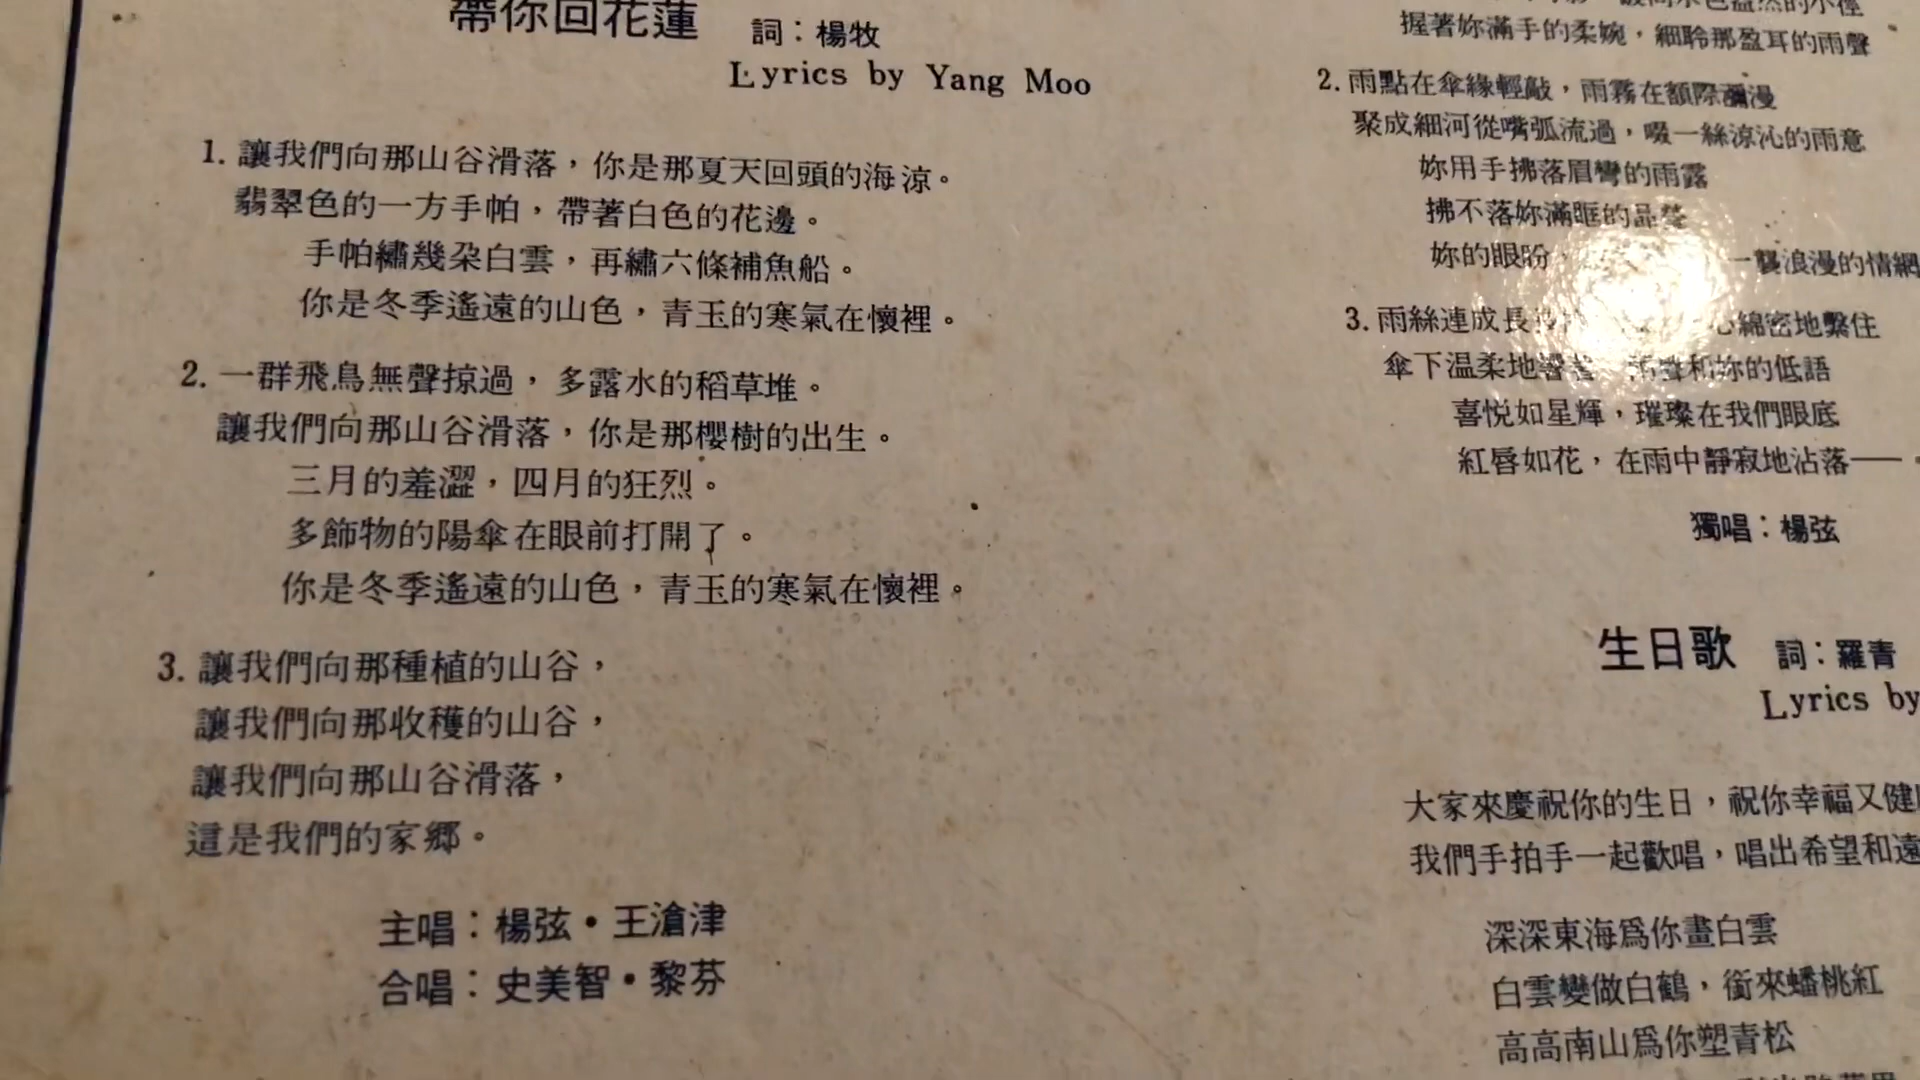 帶你回花蓮 詞：楊牧
Lyrics by Yang Moo
1. 讓我們向那山谷滑落，你是那夏天回頭的海涼。
翡翠色的一方手帕，帶著白色的花邊。
手帕繡幾朶白雲，再繡六條補魚船。
你是冬季遙遠的山色，青玉的寒氣在懷裡。
2. 一群飛鳥無聲掠過，多露水的稻草堆。
讓我們向那山谷滑落，你是那櫻樹的出生。
三月的羞澀，四月的狂烈。
多飾物的陽傘在眼前打開了。
你是冬季遙遠的山色，青玉的寒氣在懷裡。
3. 讓我們向那種植的山谷，
讓我們向那收穫的山谷，
讓我們向那山谷滑落，
這是我們的家鄉。
主唱：楊弦・王滄津
合唱：史美智・黎芬
的小徑
握著妳滿手的柔婉，細聆那盈耳的雨聲
2. 雨點在傘緣輕敲，雨霧在額際瀰漫
聚成細河從嘴弧流過，啜一絲涼沁的雨意
妳用手拂落眉彎的雨露
拂不落妳滿眶的晶瑩
妳的眼盼， 一襲浪漫的情網
3. 雨絲連成長 心綿密地繫住
傘下溫柔地響著 聲和妳的低語
喜悅如星輝，璀璨在我們眼底
紅唇如花，在雨中靜寂地沾落——
獨唱：楊弦
生日歌 詞：羅青
Lyrics by
大家來慶祝你的生日，祝你幸福又健
我們手拍手一起歡唱，唱出希望和遠
深深東海爲你畫白雲
白雲變做白鶴，銜來蟠桃紅
高高南山爲你塑青松